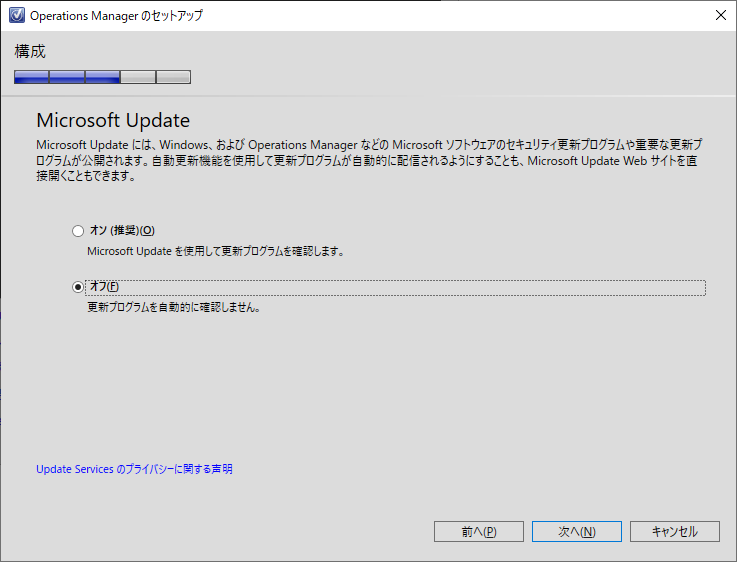 Operations Manager のセットアップ
構成
Microsoft Update
Microsoft Update には、Windows、および Operations Manager などの Microsoft ソフトウェアのセキュリティ更新プログラムや重要な更新プ
ログラムが公開されます。自動更新機能を使用して更新プログラムが自動的に配信されるようにすることも、Microsoft Update Web サイトを直
接開くこともできます。
オン (推奨)(O)
Microsoft Update を使用して更新プログラムを確認します。
オフ(F)
更新プログラムを自動的に確認しません。
Update Services のプライバシーに関する声明
前へ(P)
次へ(N)
キャンセル